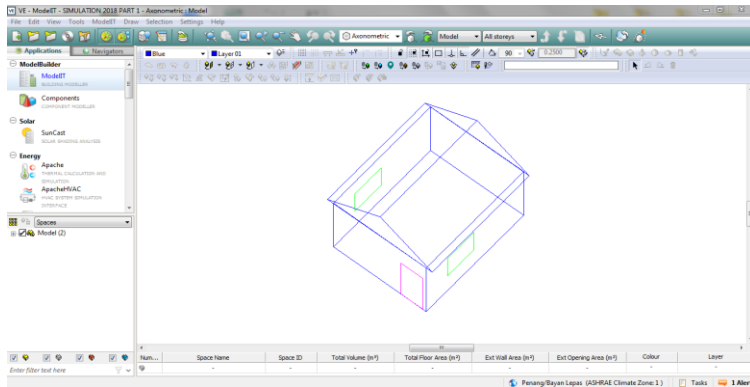 VE - ModelIT - SIMULATION 2018 PART 1 - Axonometric : Model
File Edit View Tools ModelIT Draw Selection Settings Help
Axonometric Model All storeys
Applications Navigators
Blue Layer 01 90 0.2500
ModelBuilder
ModelIT
BUILDING MODELLER
Components
COMPONENT MODELLER
Solar
SunCast
SOLAR SHADING ANALYSIS
Energy
Apache
THERMAL CALCULATION AND
SIMULATION
ApacheHVAC
HVAC SYSTEM SIMULATION
INTERFACE
Spaces
Model (2)
Num... Space Name Space ID Total Volume (m³) Total Floor Area (m²) Ext Wall Area (m²) Ext Opening Area (m²) Colour Layer
- - - - - - - -
Enter filter text here
Penang/Bayan Lepas (ASHRAE Climate Zone: 1) Tasks 1 Aler